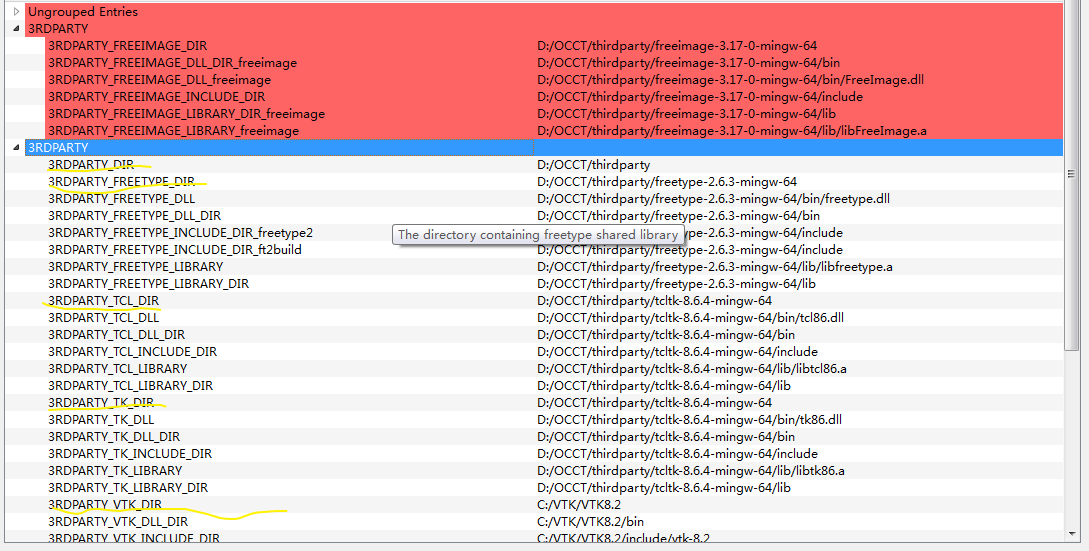 Ungrouped Entries
3RDPARTY
3RDPARTY_FREEIMAGE_DIR D:/OCCT/thirdparty/freeimage-3.17-0-mingw-64
3RDPARTY_FREEIMAGE_DLL_DIR_freeimage D:/OCCT/thirdparty/freeimage-3.17-0-mingw-64/bin
3RDPARTY_FREEIMAGE_DLL_freeimage D:/OCCT/thirdparty/freeimage-3.17-0-mingw-64/bin/FreeImage.dll
3RDPARTY_FREEIMAGE_INCLUDE_DIR D:/OCCT/thirdparty/freeimage-3.17-0-mingw-64/include
3RDPARTY_FREEIMAGE_LIBRARY_DIR_freeimage D:/OCCT/thirdparty/freeimage-3.17-0-mingw-64/lib
3RDPARTY_FREEIMAGE_LIBRARY_freeimage D:/OCCT/thirdparty/freeimage-3.17-0-mingw-64/lib/libFreeImage.a
3RDPARTY
3RDPARTY_DIR D:/OCCT/thirdparty
3RDPARTY_FREETYPE_DIR D:/OCCT/thirdparty/freetype-2.6.3-mingw-64
3RDPARTY_FREETYPE_DLL D:/OCCT/thirdparty/freetype-2.6.3-mingw-64/bin/freetype.dll
3RDPARTY_FREETYPE_DLL_DIR D:/OCCT/thirdparty/freetype-2.6.3-mingw-64/bin
3RDPARTY_FREETYPE_INCLUDE_DIR_freetype2 The directory containing freetype shared library e-2.6.3-mingw-64/include
3RDPARTY_FREETYPE_INCLUDE_DIR_ft2build D:/OCCT/thirdparty/freetype-2.6.3-mingw-64/include
3RDPARTY_FREETYPE_LIBRARY D:/OCCT/thirdparty/freetype-2.6.3-mingw-64/lib/libfreetype.a
3RDPARTY_FREETYPE_LIBRARY_DIR D:/OCCT/thirdparty/freetype-2.6.3-mingw-64/lib
3RDPARTY_TCL_DIR D:/OCCT/thirdparty/tcltk-8.6.4-mingw-64
3RDPARTY_TCL_DLL D:/OCCT/thirdparty/tcltk-8.6.4-mingw-64/bin/tcl86.dll
3RDPARTY_TCL_DLL_DIR D:/OCCT/thirdparty/tcltk-8.6.4-mingw-64/bin
3RDPARTY_TCL_INCLUDE_DIR D:/OCCT/thirdparty/tcltk-8.6.4-mingw-64/include
3RDPARTY_TCL_LIBRARY D:/OCCT/thirdparty/tcltk-8.6.4-mingw-64/lib/libtcl86.a
3RDPARTY_TCL_LIBRARY_DIR D:/OCCT/thirdparty/tcltk-8.6.4-mingw-64/lib
3RDPARTY_TK_DIR D:/OCCT/thirdparty/tcltk-8.6.4-mingw-64
3RDPARTY_TK_DLL D:/OCCT/thirdparty/tcltk-8.6.4-mingw-64/bin/tk86.dll
3RDPARTY_TK_DLL_DIR D:/OCCT/thirdparty/tcltk-8.6.4-mingw-64/bin
3RDPARTY_TK_INCLUDE_DIR D:/OCCT/thirdparty/tcltk-8.6.4-mingw-64/include
3RDPARTY_TK_LIBRARY D:/OCCT/thirdparty/tcltk-8.6.4-mingw-64/lib/libtk86.a
3RDPARTY_TK_LIBRARY_DIR D:/OCCT/thirdparty/tcltk-8.6.4-mingw-64/lib
3RDPARTY_VTK_DIR C:/VTK/VTK8.2
3RDPARTY_VTK_DLL_DIR C:/VTK/VTK8.2/bin
3RDPARTY_VTK_INCLUDE_DIR C:/VTK/VTK8.2/include/vtk-8.2